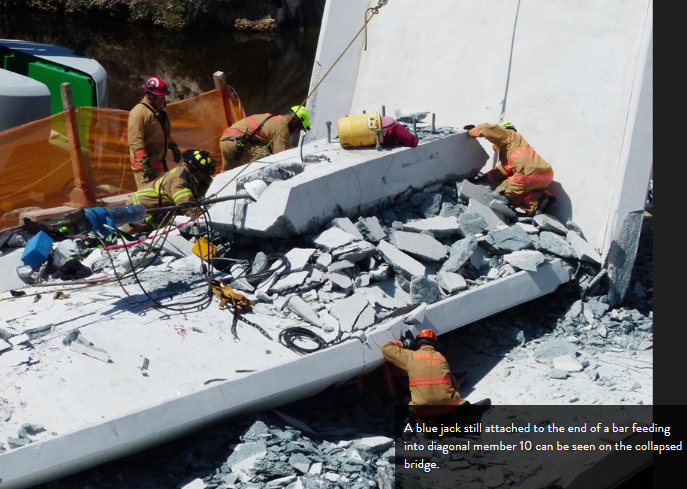 A blue jack still attached to the end of a bar feeding
into diagonal member 10 can be seen on the collapsed
bridge.